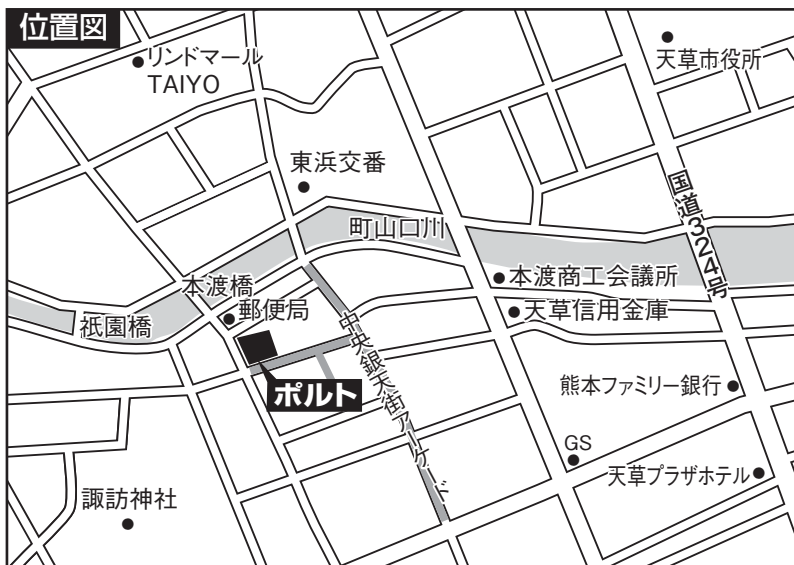 位置図
リンドマール
TAIYO
天草市役所
東浜交番
国道324号
町山口川
本渡商工会議所
本渡橋
郵便局
天草信用金庫
祇園橋
中央銀天街アーケード
ポルト
熊本ファミリー銀行
GS
天草プラザホテル
諏訪神社